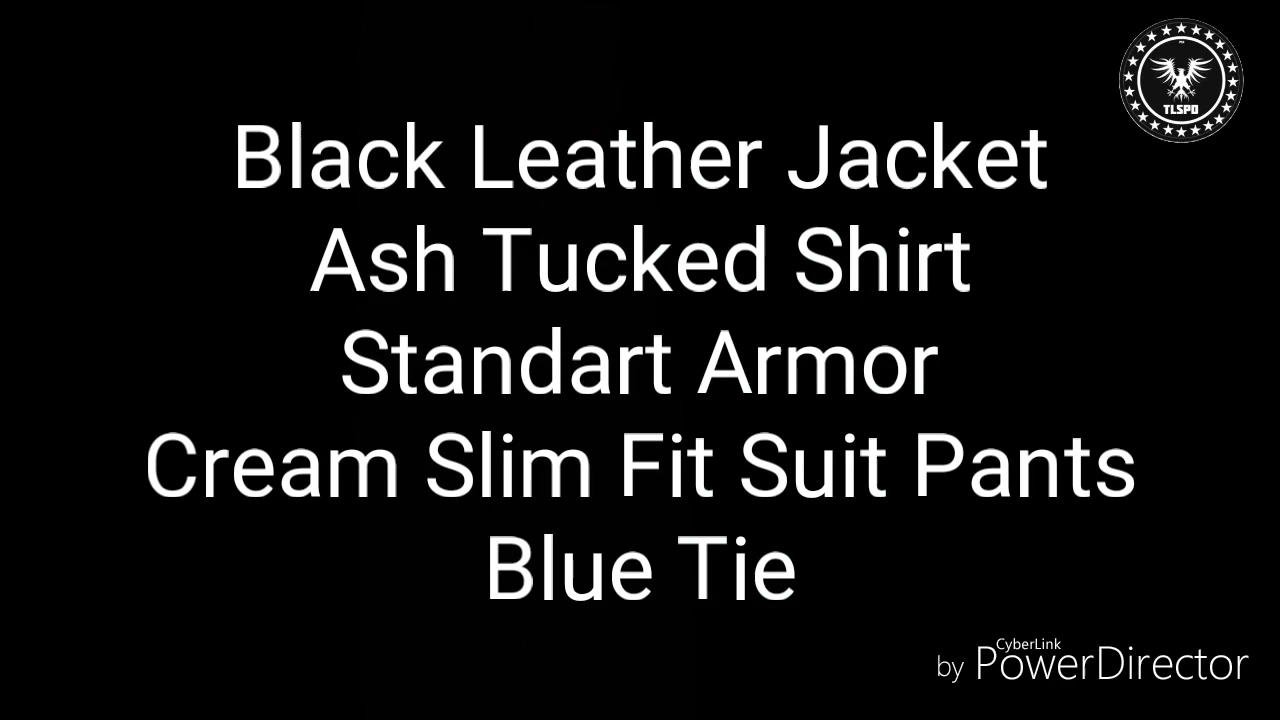 TLSPD
Black Leather Jacket
Ash Tucked Shirt
Standart Armor
Cream Slim Fit Suit Pants
Blue Tie
CyberLink
by PowerDirector